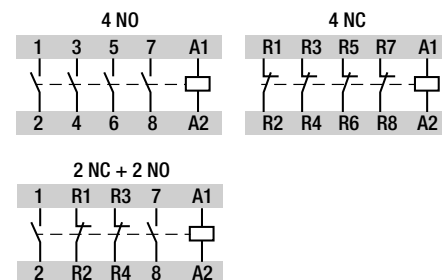 4 NO
1 3 5 7 A1
2 4 6 8 A2
4 NC
R1 R3 R5 R7 A1
R2 R4 R6 R8 A2
2 NC + 2 NO
1 R1 R3 7 A1
2 R2 R4 8 A2